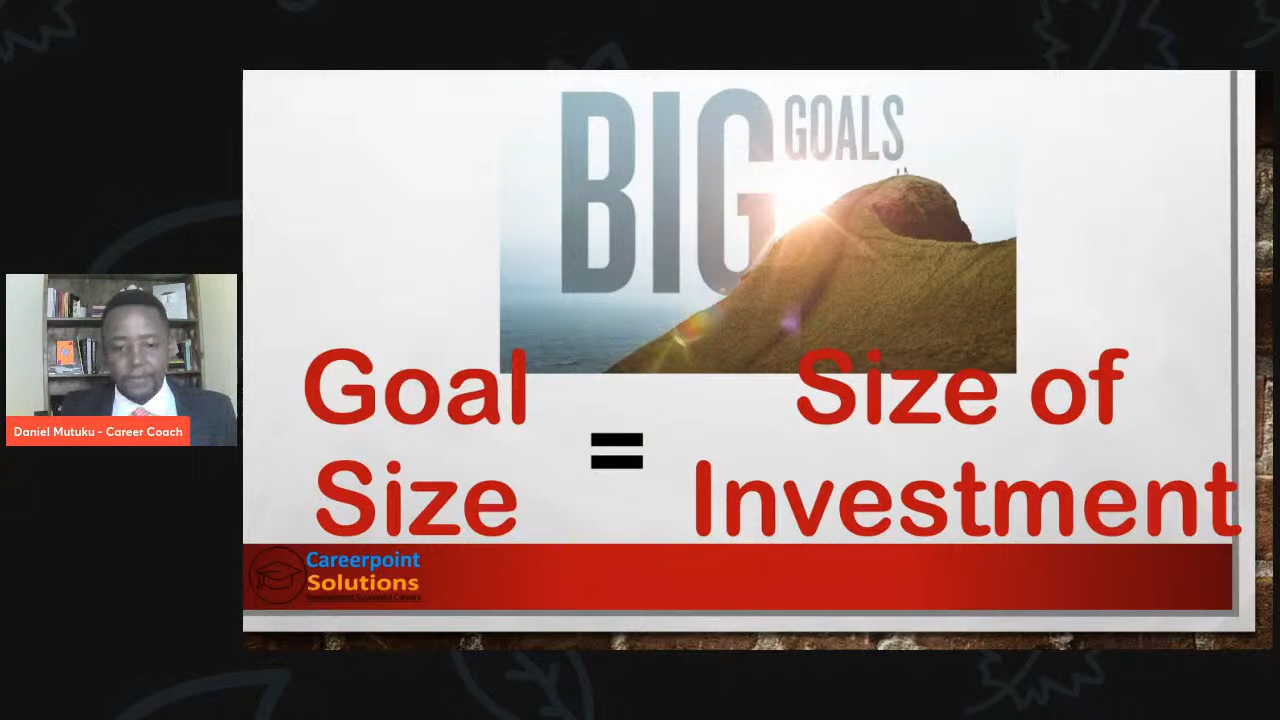 BIG GOALS
Goal
Size
=
Size of
Investment
Daniel Mutuku - Career Coach
Careerpoint
Solutions